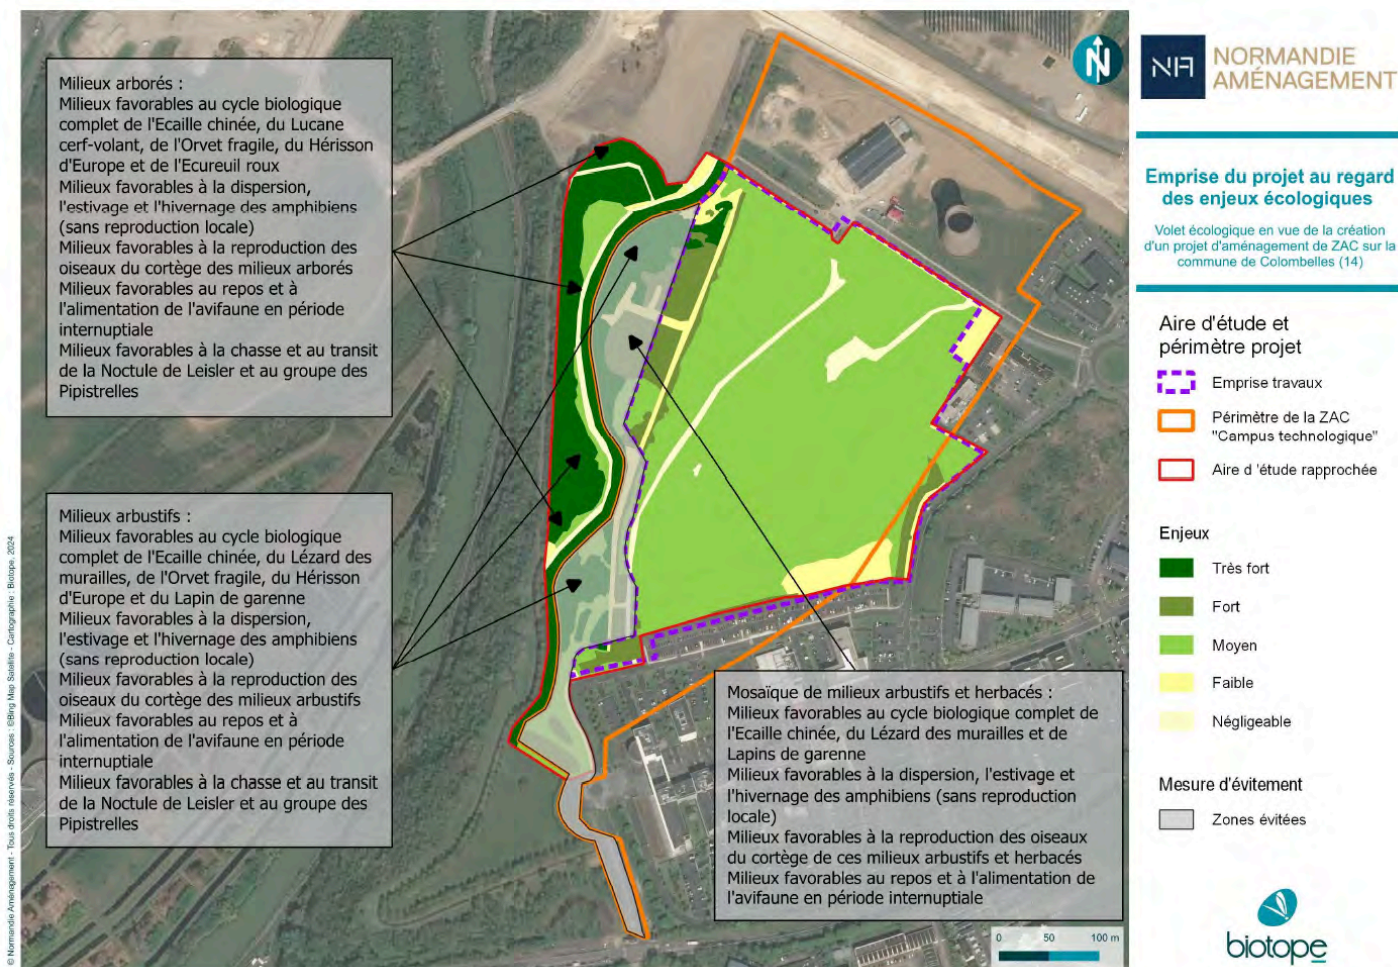 Milieux arborés :
Milieux favorables au cycle biologique
complet de l'Ecaille chinée, du Lucane
cerf-volant, de l'Orvet fragile, du Hérisson
d'Europe et de l'Ecureuil roux
Milieux favorables à la dispersion,
l'estivage et l'hivernage des amphibiens
(sans reproduction locale)
Milieux favorables à la reproduction des
oiseaux du cortège des milieux arborés
Milieux favorables au repos et à
l'alimentation de l'avifaune en période
internuptiale
Milieux favorables à la chasse et au transit
de la Noctule de Leisler et au groupe des
Pipistrelles
Milieux arbustifs :
Milieux favorables au cycle biologique
complet de l'Ecaille chinée, du Lézard des
murailles, de l'Orvet fragile, du Hérisson
d'Europe et du Lapin de garenne
Milieux favorables à la dispersion,
l'estivage et l'hivernage des amphibiens
(sans reproduction locale)
Milieux favorables à la reproduction des
oiseaux du cortège des milieux arbustifs
Milieux favorables au repos et à
l'alimentation de l'avifaune en période
internuptiale
Milieux favorables à la chasse et au transit
de la Noctule de Leisler et au groupe des
Pipistrelles
Mosaïque de milieux arbustifs et herbacés :
Milieux favorables au cycle biologique complet de
l'Ecaille chinée, du Lézard des murailles et de
Lapins de garenne
Milieux favorables à la dispersion, l'estivage et
l'hivernage des amphibiens (sans reproduction
locale)
Milieux favorables à la reproduction des oiseaux
du cortège de ces milieux arbustifs et herbacés
Milieux favorables au repos et à l'alimentation de
l'avifaune en période internuptiale
N
0 50 100 m
© Normandie Aménagement - Tous droits réservés - Sources : ©Bing Map Satellite - Cartographie : Biotope, 2024
NA
NORMANDIE
AMÉNAGEMENT
Emprise du projet au regard
des enjeux écologiques
Volet écologique en vue de la création
d'un projet d'aménagement de ZAC sur la
commune de Colombelles (14)
Aire d'étude et
périmètre projet
Emprise travaux
Périmètre de la ZAC
"Campus technologique"
Aire d 'étude rapprochée
Enjeux
Très fort
Fort
Moyen
Faible
Négligeable
Mesure d'évitement
Zones évitées
biotope